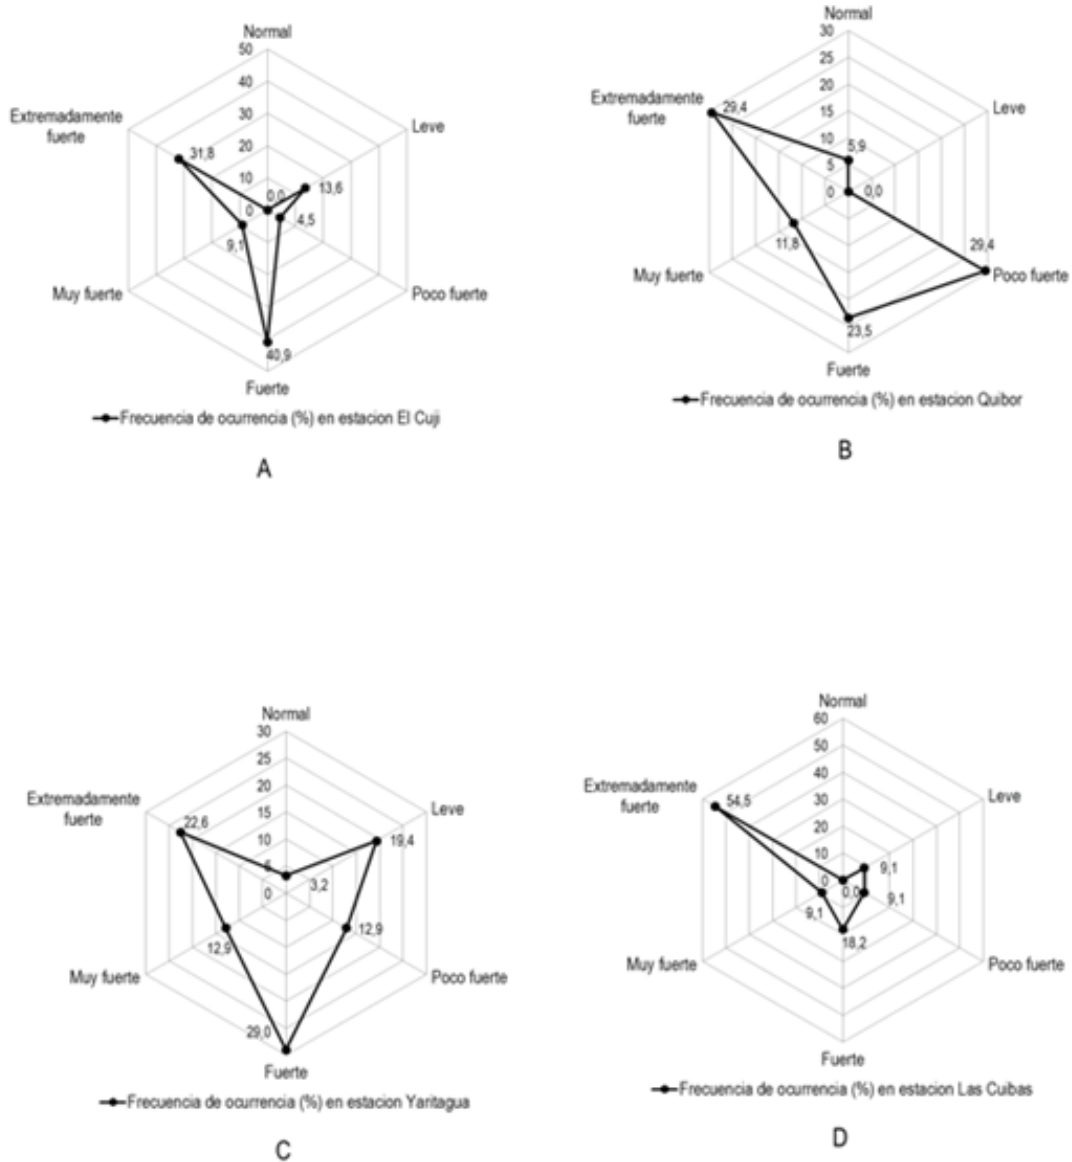 Normal
50
40
30
20
10
0
Extremadamente
fuerte
Leve
31,8
0,0
13,6
4,5
9,1
Muy fuerte
Poco fuerte
40,9
Fuerte
Frecuencia de ocurrencia (%) en estacion El Cuji
A
Normal
30
25
20
15
10
5
0
Extremadamente
fuerte
29,4
Leve
5,9
0,0
11,8
29,4
Muy fuerte
Poco fuerte
23,5
Fuerte
Frecuencia de ocurrencia (%) en estacion Quibor
B
Normal
30
25
20
15
10
5
0
Extremadamente
fuerte
22,6
Leve
19,4
3,2
12,9
12,9
Muy fuerte
Poco fuerte
29,0
Fuerte
Frecuencia de ocurrencia (%) en estacion Yaritagua
C
Normal
60
50
40
30
20
10
0
Extremadamente
fuerte
54,5
Leve
9,1
0,0
9,1
9,1
18,2
Muy fuerte
Poco fuerte
Fuerte
Frecuencia de ocurrencia (%) en estacion Las Cuibas
D